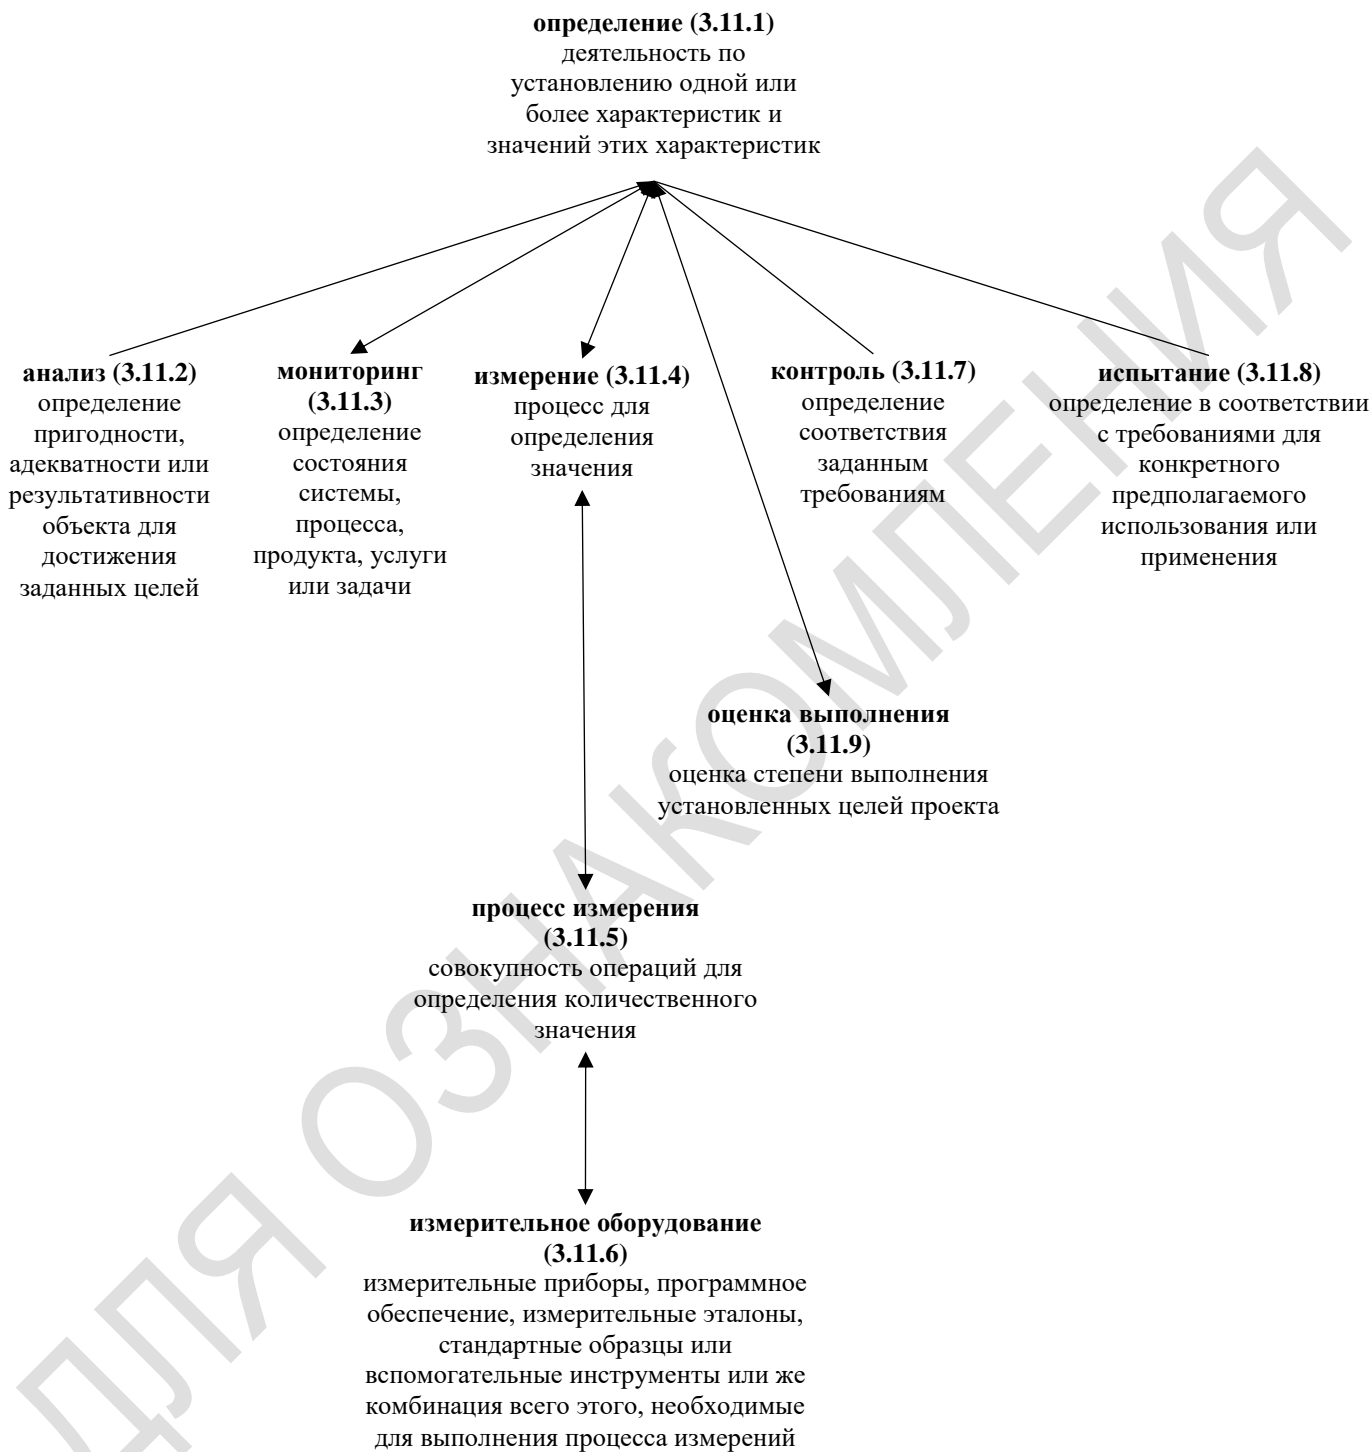 определение (3.11.1)
деятельность по
установлению одной или
более характеристик и
значений этих характеристик
анализ (3.11.2)
определение
пригодности,
адекватности или
результативности
объекта для
достижения
заданных целей
мониторинг
(3.11.3)
определение
состояния
системы,
процесса,
продукта, услуги
или задачи
измерение (3.11.4)
процесс для
определения
значения
контроль (3.11.7)
определение
соответствия
заданным
требованиям
испытание (3.11.8)
определение в соответствии
с требованиями для
конкретного
предполагаемого
использования или
применения
оценка выполнения
(3.11.9)
оценка степени выполнения
установленных целей проекта
процесс измерения
(3.11.5)
совокупность операций для
определения количественного
значения
измерительное оборудование
(3.11.6)
измерительные приборы, программное
обеспечение, измерительные эталоны,
стандартные образцы или
вспомогательные инструменты или же
комбинация всего этого, необходимые
для выполнения процесса измерений
ДЛЯ ОЗНАКОМЛЕНИЯ